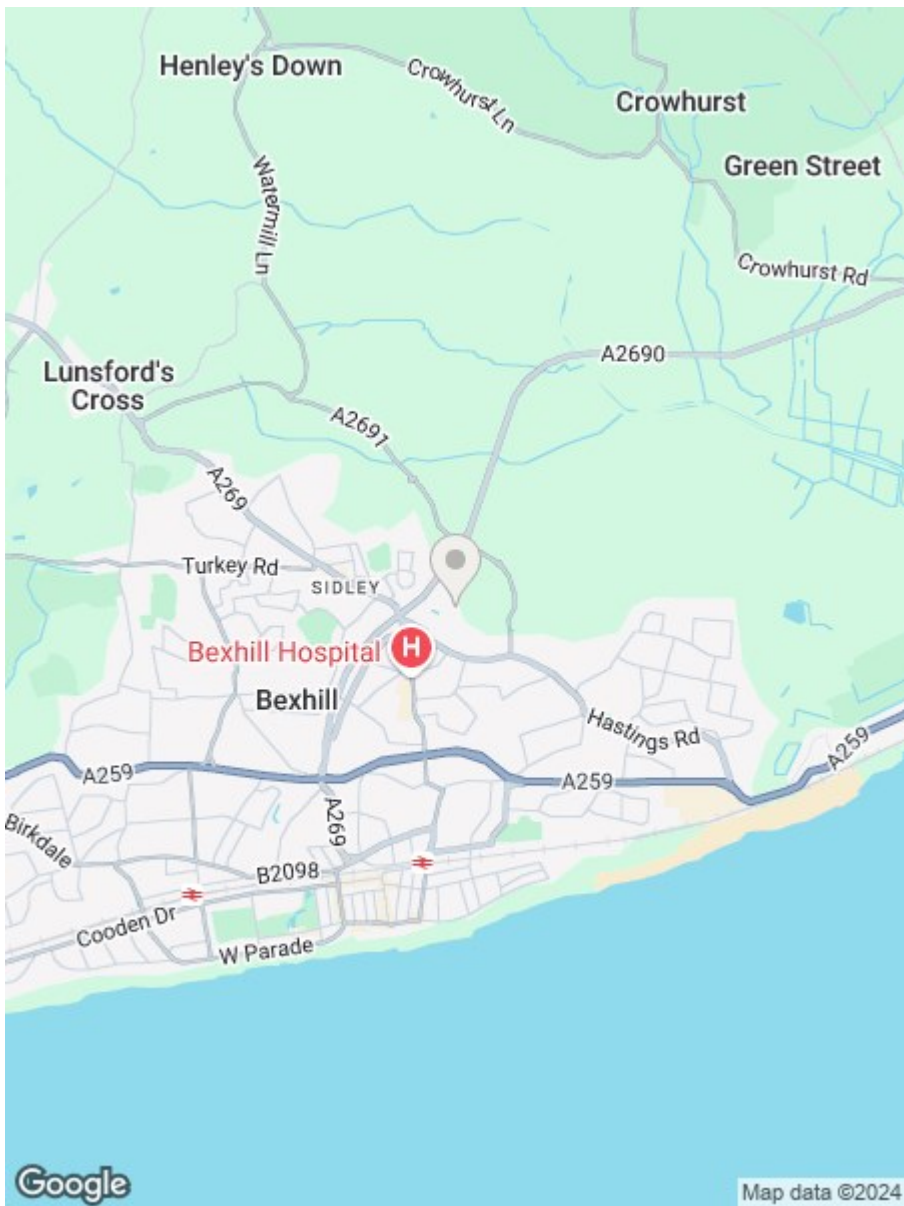 Henley's Down
Crowhurst Ln
Crowhurst
Green Street
Watermill Ln
Crowhurst Rd
A2690
Lunsford's
Cross
A2691
A269
Turkey Rd
SIDLEY
Bexhill Hospital
H
Bexhill
Hastings Rd
A259
A259
A259
Birkdale
A269
B2098
Cooden Dr
W Parade
Google
Map data ©2024